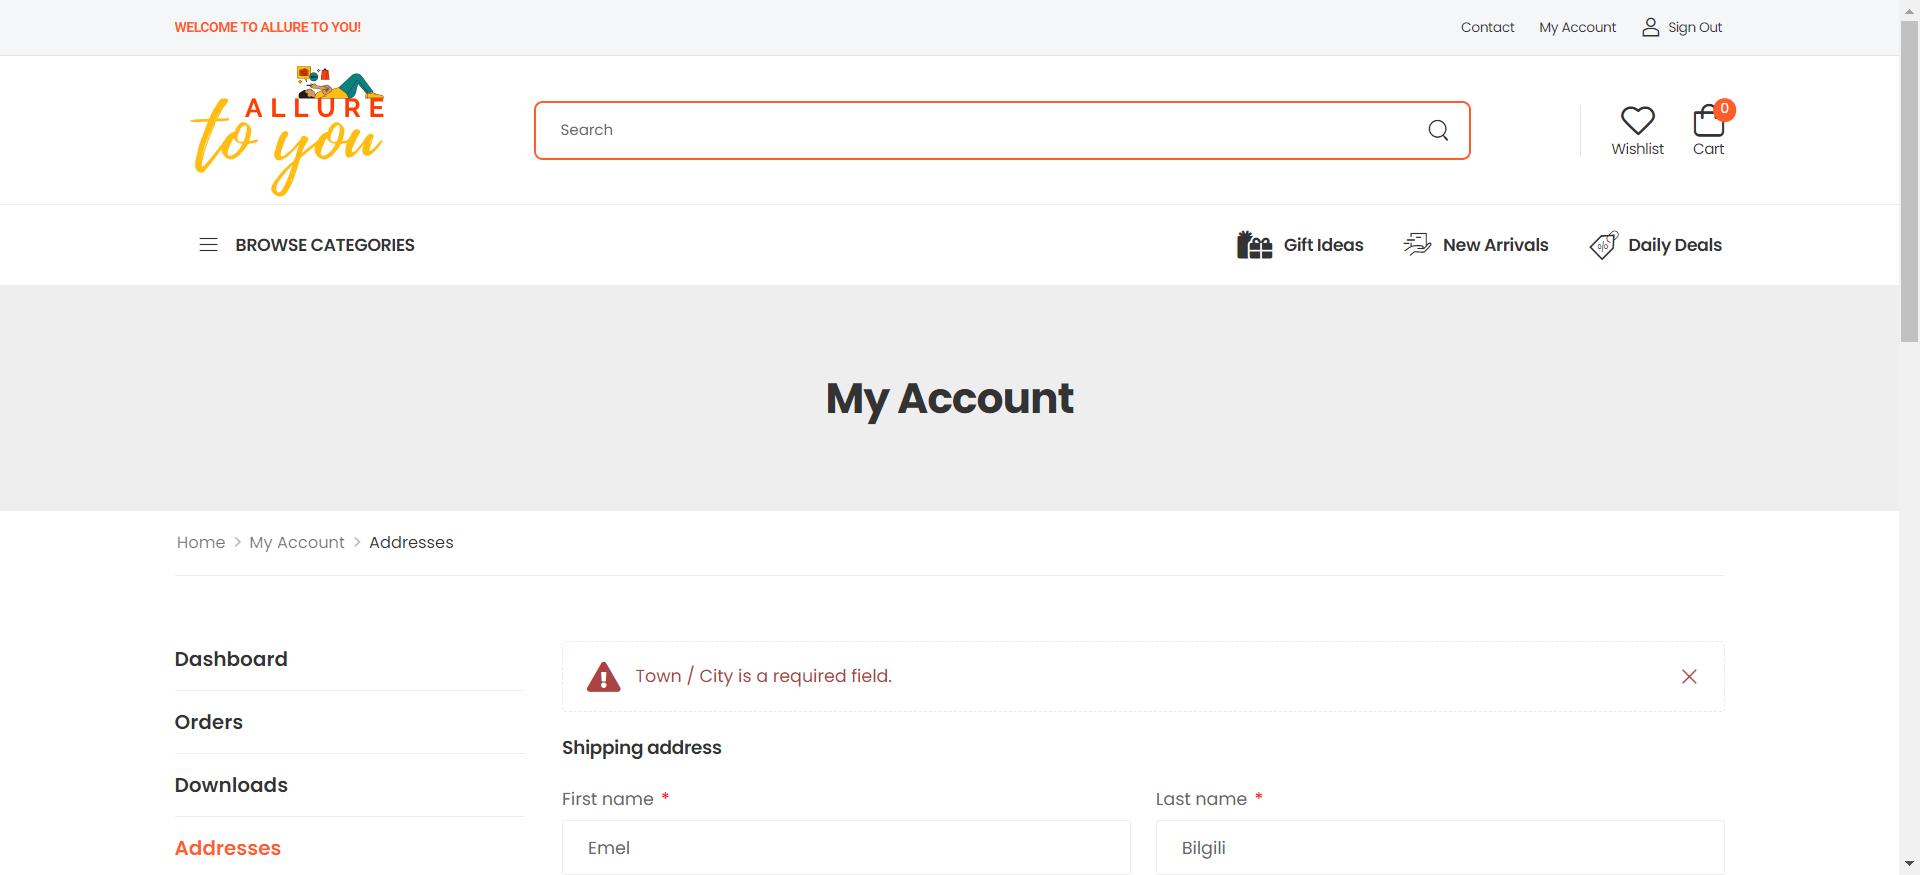 WELCOME TO ALLURE TO YOU!
Contact
My Account
Sign Out
ALLURE
to you
Search
Wishlist
0
Cart
BROWSE CATEGORIES
Gift Ideas
New Arrivals
Daily Deals
My Account
Home > My Account > Addresses
Dashboard
Orders
Downloads
Addresses
Town / City is a required field.
Shipping address
First name *
Last name *
Emel
Bilgili